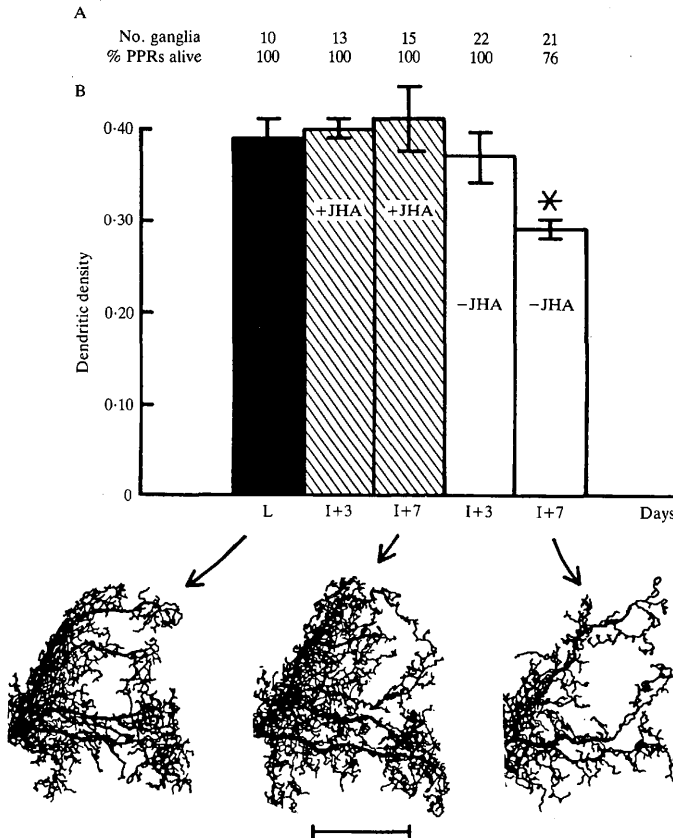 A
No. ganglia 10 13 15 22 21
% PPRs alive 100 100 100 100 76
B
0·40
0·30
0·20
0·10
0
Dendritic density
+JHA +JHA
−JHA −JHA
L I+3 I+7 I+3 I+7 Days